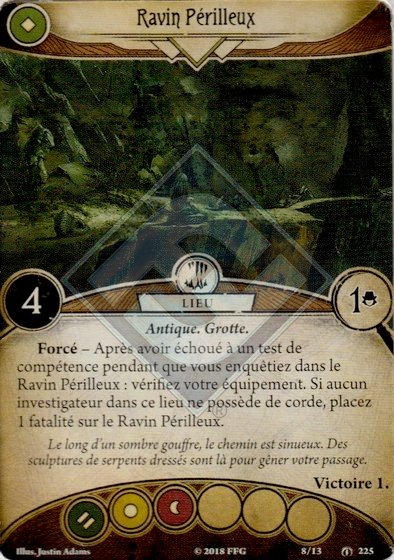 Ravin Périlleux
4
LIEU
1
Antique. Grotte.
Forcé – Après avoir échoué à un test de
compétence pendant que vous enquêtiez dans le
Ravin Périlleux : vérifiez votre équipement. Si aucun
investigateur dans ce lieu ne possède de corde, placez
1 fatalité sur le Ravin Périlleux.
Le long d'un sombre gouffre, le chemin est sinueux. Des
sculptures de serpents dressés sont là pour gêner votre passage.
Victoire 1.
Illus. Justin Adams
© 2018 FFG
8/13
225